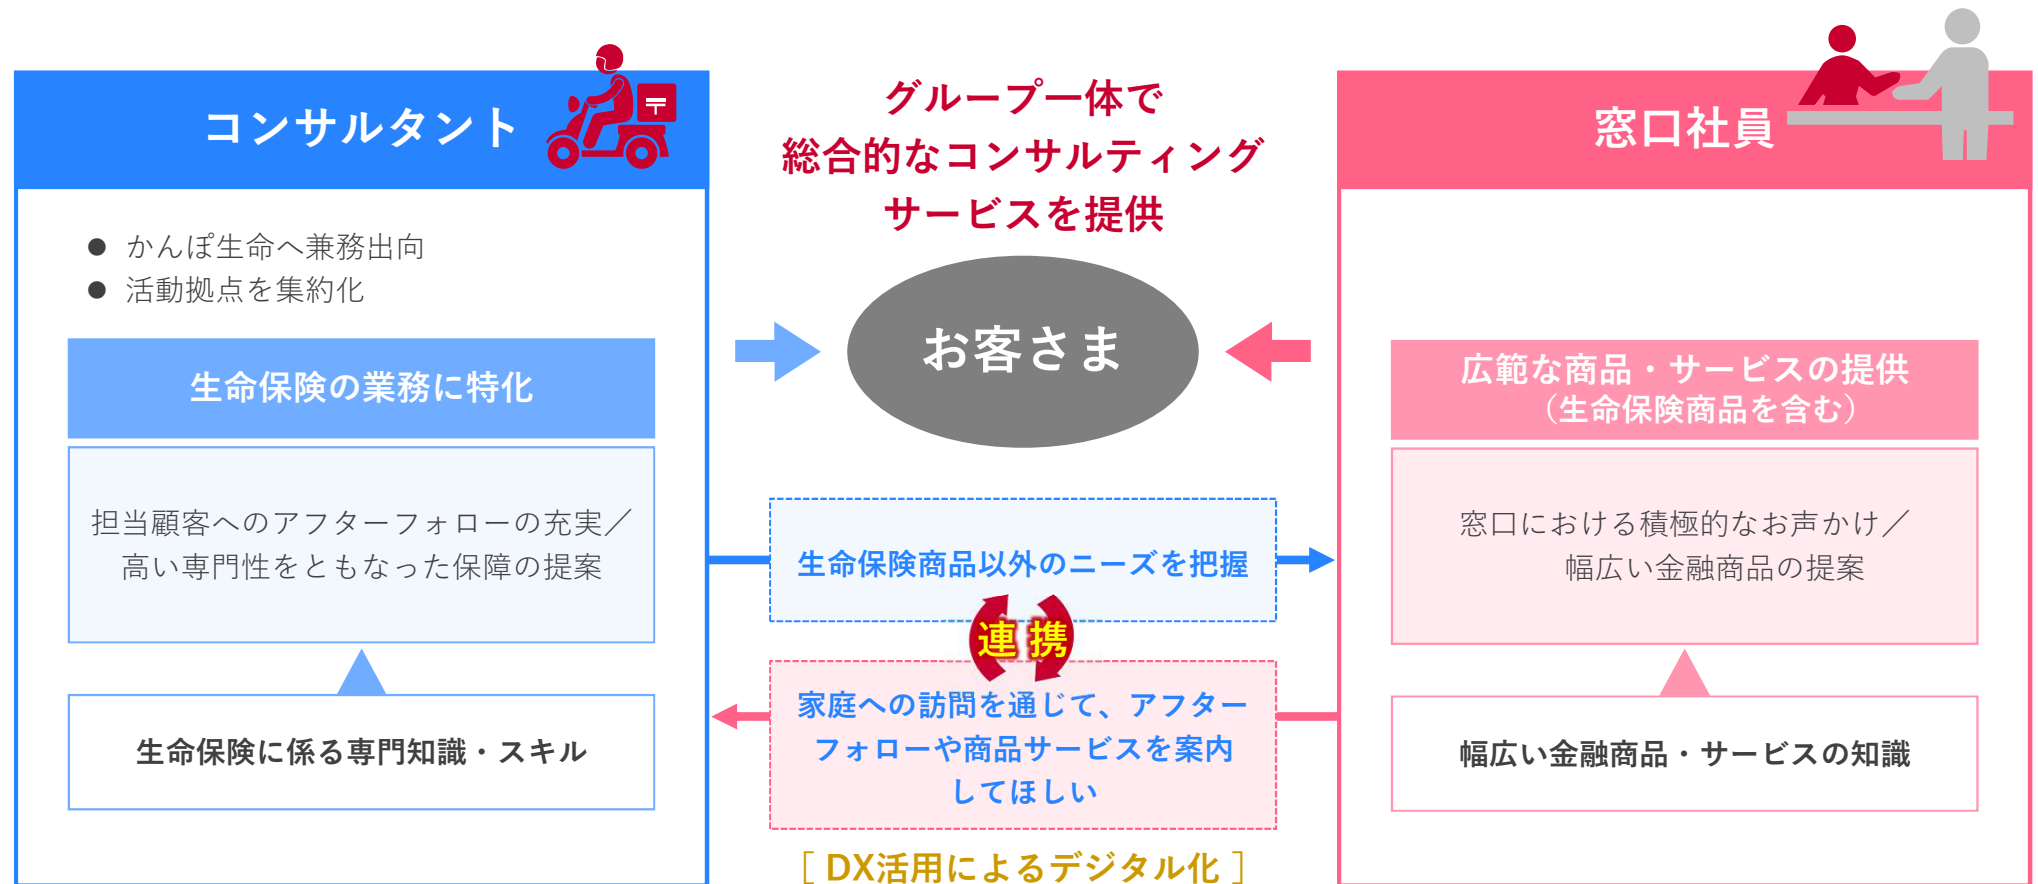 コンサルタント
かんぽ生命へ兼務出向
活動拠点を集約化
生命保険の業務に特化
担当顧客へのアフターフォローの充実／
高い専門性をともなった保障の提案
生命保険に係る専門知識・スキル
グループ一体で
総合的なコンサルティング
サービスを提供
お客さま
生命保険商品以外のニーズを把握
連携
家庭への訪問を通じて、アフター
フォローや商品サービスを案内
してほしい
［ DX活用によるデジタル化 ］
窓口社員
広範な商品・サービスの提供
（生命保険商品を含む）
窓口における積極的なお声かけ／
幅広い金融商品の提案
幅広い金融商品・サービスの知識